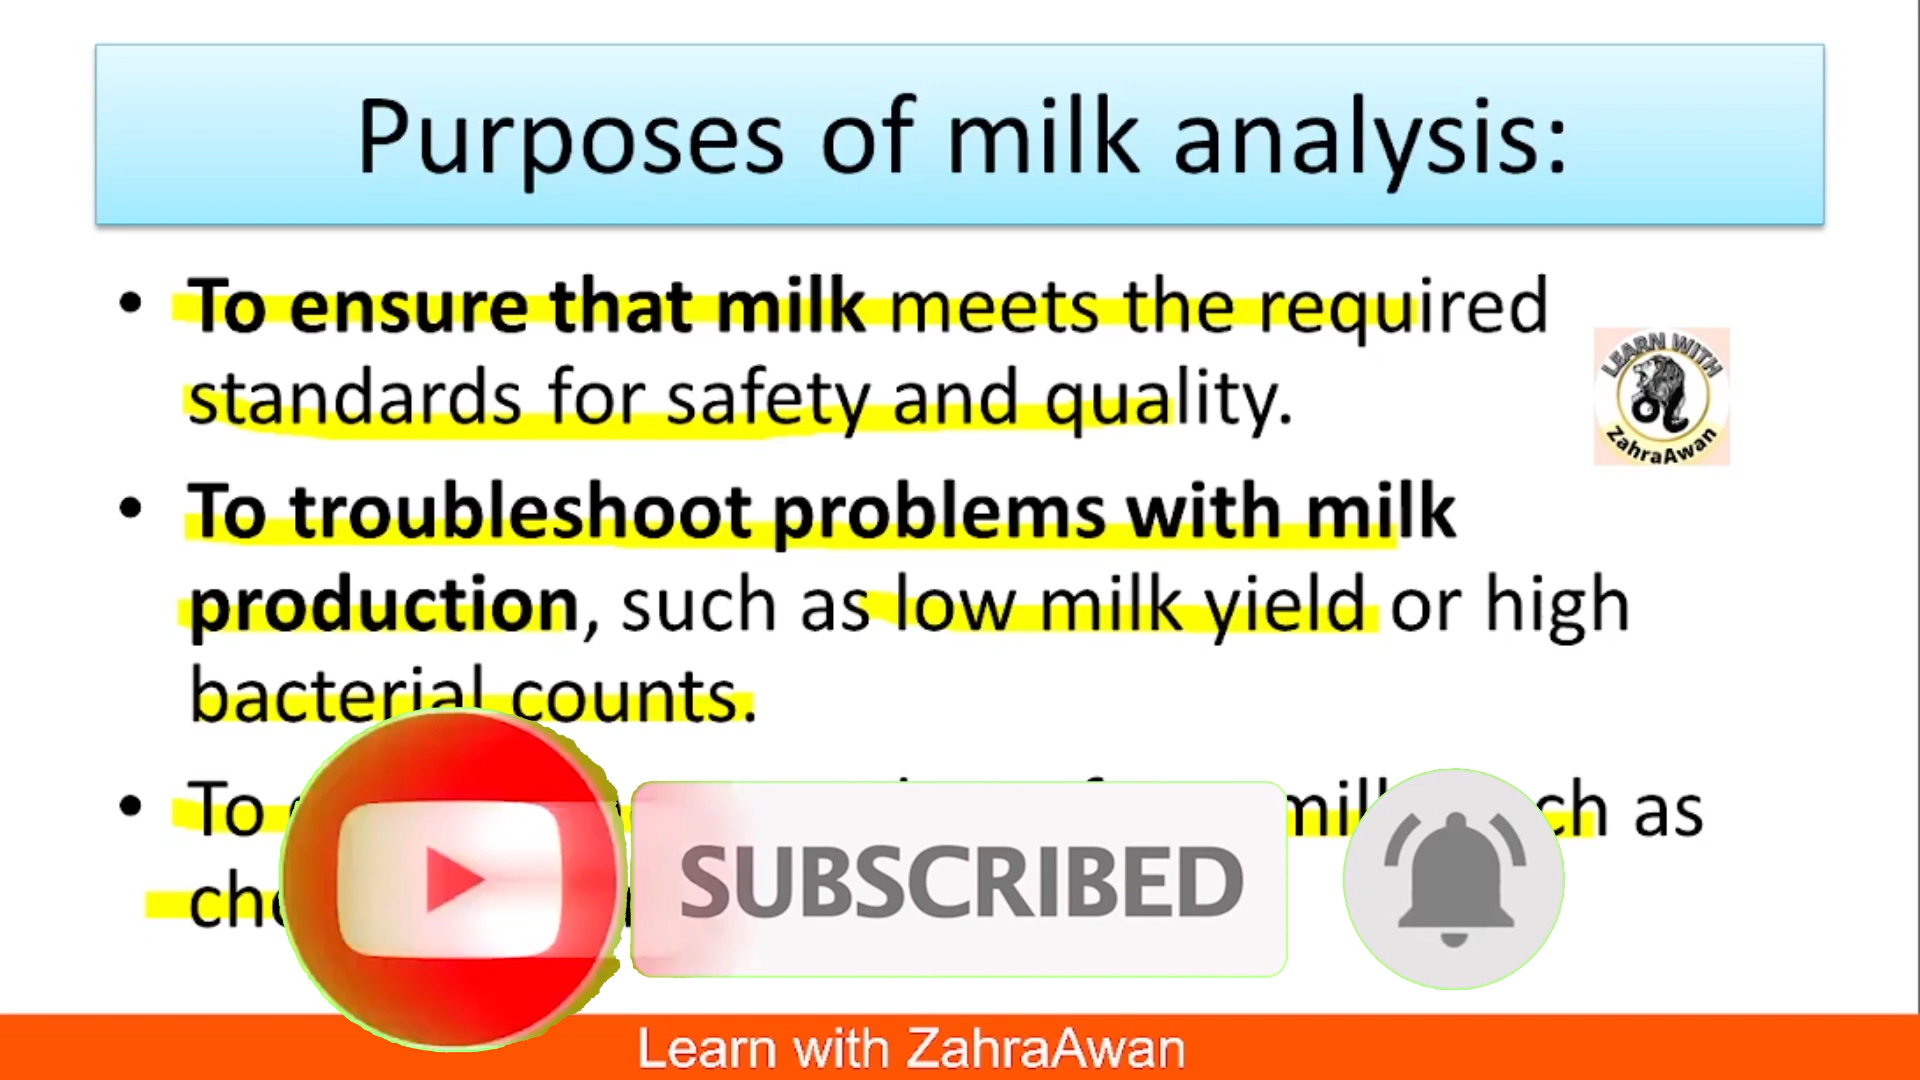 Purposes of milk analysis:
• To ensure that milk meets the required
standards for safety and quality.
LEARN WITH
ZahraAwan
• To troubleshoot problems with milk
production, such as low milk yield or high
bacterial counts.
• To as
SUBSCRIBED
Learn with ZahraAwan